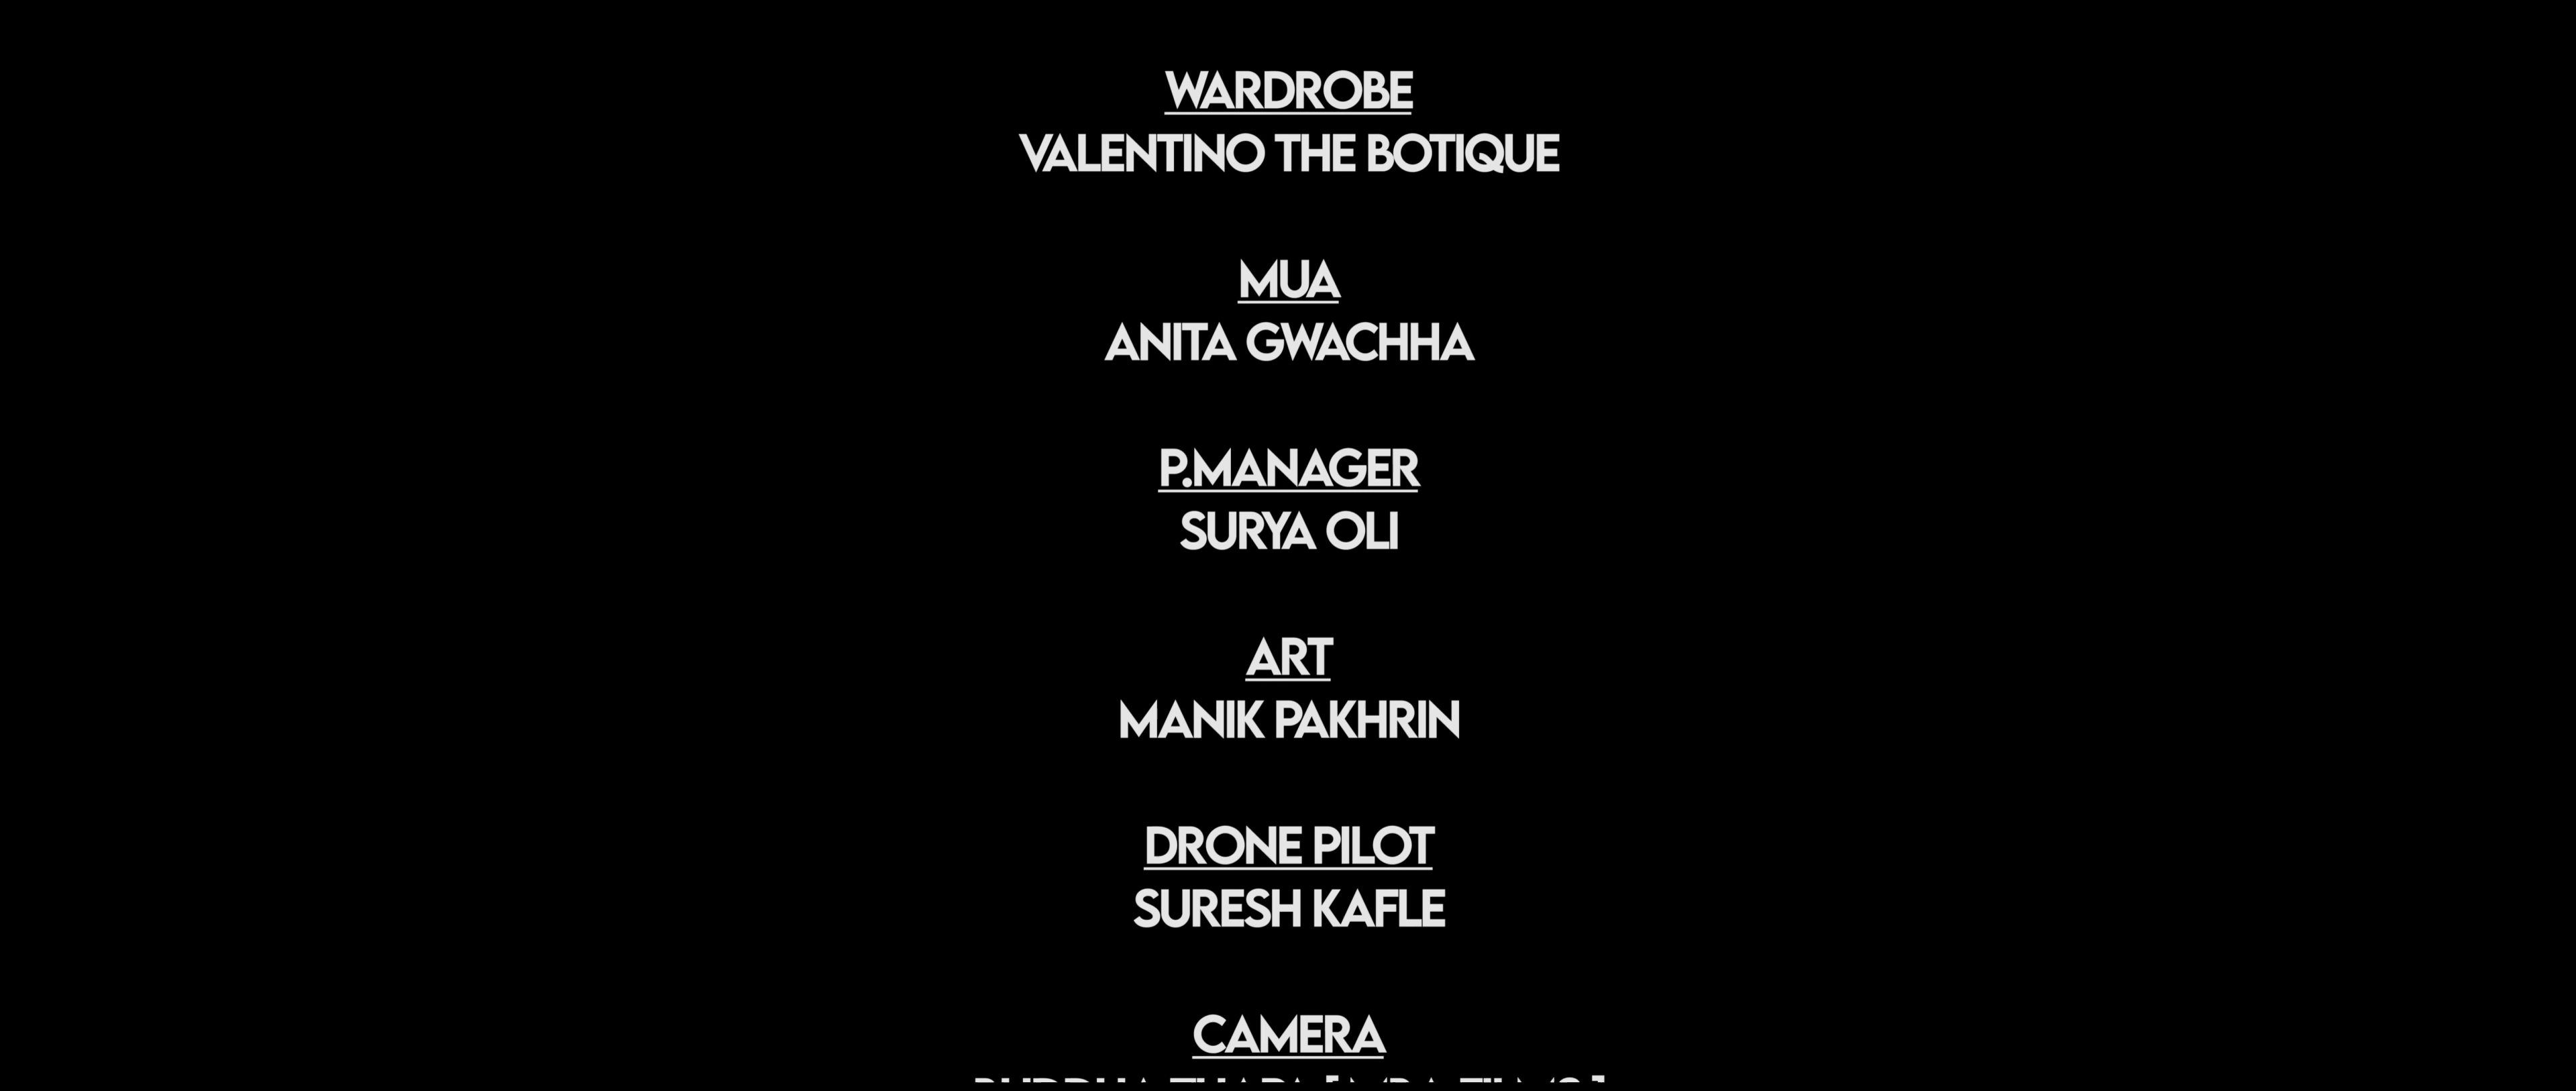 WARDROBE
VALENTINO THE BOTIQUE
MUA
ANITA GWACHHA
P.MANAGER
SURYA OLI
ART
MANIK PAKHRIN
DRONE PILOT
SURESH KAFLE
CAMERA